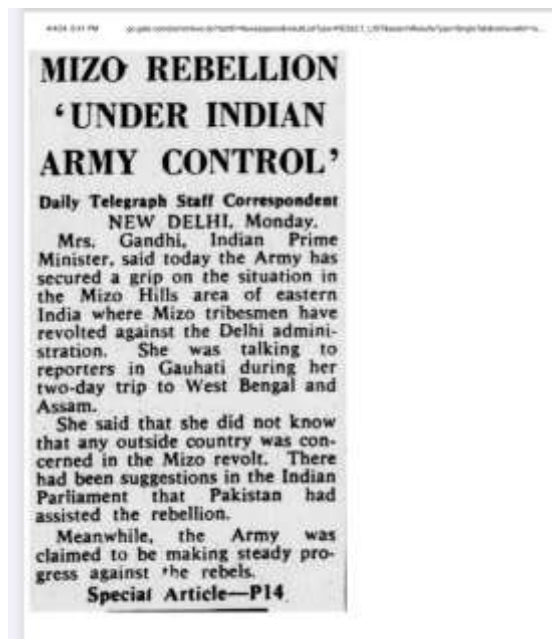 MIZO REBELLION
‘UNDER INDIAN
ARMY CONTROL’
Daily Telegraph Staff Correspondent
NEW DELHI, Monday.
Mrs. Gandhi, Indian Prime
Minister, said today the Army has
secured a grip on the situation in
the Mizo Hills area of eastern
India where Mizo tribesmen have
revolted against the Delhi admini-
stration. She was talking to
reporters in Gauhati during her
two-day trip to West Bengal and
Assam.
She said that she did not know
that any outside country was con-
cerned in the Mizo revolt. There
had been suggestions in the Indian
Parliament that Pakistan had
assisted the rebellion.
Meanwhile, the Army was
claimed to be making steady pro-
gress against the rebels.
Special Article—P14